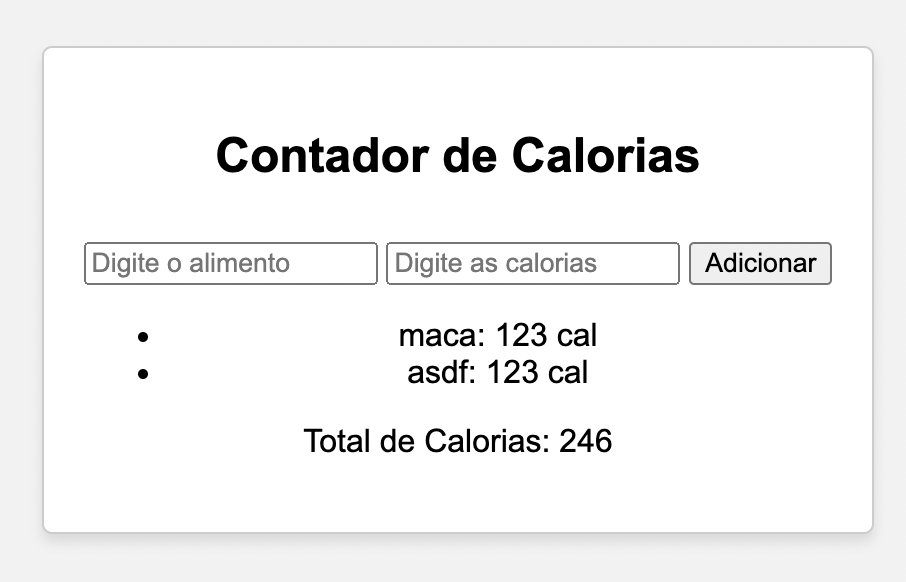 Contador de Calorias
Digite o alimento Digite as calorias Adicionar
• maca: 123 cal
• asdf: 123 cal
Total de Calorias: 246